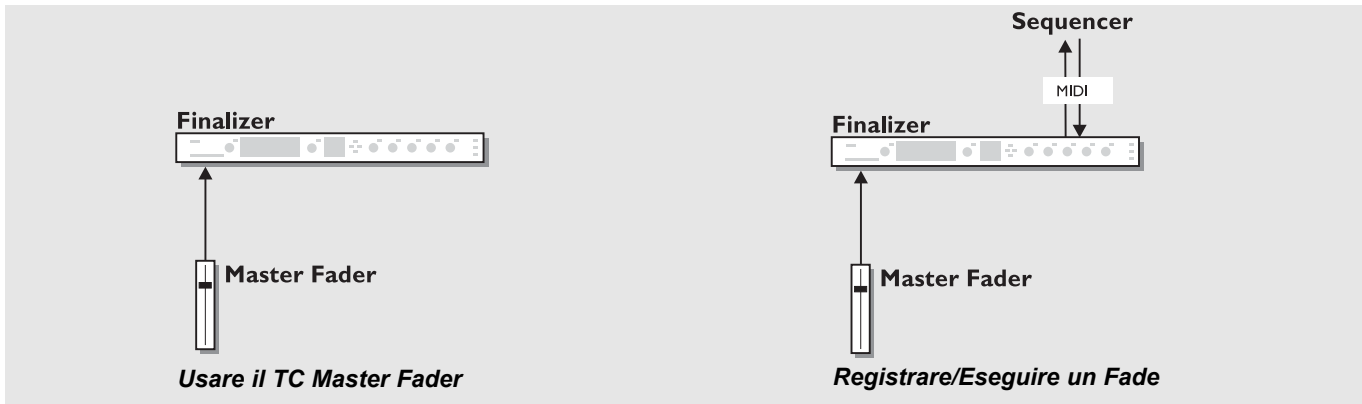 Finalizer
Master Fader
Usare il TC Master Fader
Sequencer
MIDI
Finalizer
Master Fader
Registrare/Eseguire un Fade